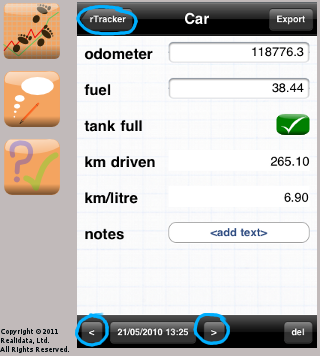 rTracker Car Export
odometer 118776.3
fuel 38.44
tank full
km driven 265.10
km/litre 6.90
notes <add text>
< 21/05/2010 13:25 > del
Copyright © 2011
Realidata, Ltd.
All Rights Reserved.